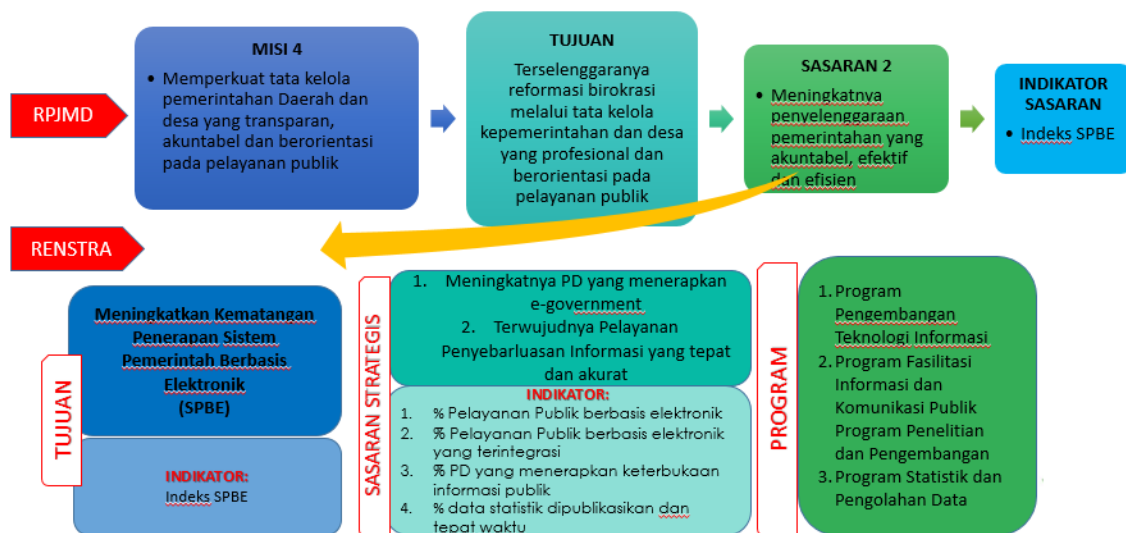 RPJMD
MISI 4
• Memperkuat tata kelola
pemerintahan Daerah dan
desa yang transparan,
akuntabel dan berorientasi
pada pelayanan publik
TUJUAN
Terselenggaranya
reformasi birokrasi
melalui tata kelola
kepemerintahan dan desa
yang profesional dan
berorientasi pada
pelayanan publik
SASARAN 2
• Meningkatnya
penyelenggaraan
pemerintahan yang
akuntabel, efektif
dan efisien
INDIKATOR
SASARAN
• Indeks SPBE
RENSTRA
TUJUAN
Meningkatkan Kematangan
Penerapan Sistem
Pemerintah Berbasis
Elektronik
(SPBE)
INDIKATOR:
Indeks SPBE
SASARAN STRATEGIS
1. Meningkatnya PD yang menerapkan
e-government
2. Terwujudnya Pelayanan
Penyebarluasan Informasi yang tepat
dan akurat
INDIKATOR:
1. % Pelayanan Publik berbasis elektronik
2. % Pelayanan Publik berbasis elektronik
yang terintegrasi
3. % PD yang menerapkan keterbukaan
informasi publik
4. % data statistik dipublikasikan dan
tepat waktu
PROGRAM
1. Program
Pengembangan
Teknologi Informasi
2. Program Fasilitasi
Informasi dan
Komunikasi Publik
Program Penelitian
dan Pengembangan
3. Program Statistik dan
Pengolahan Data